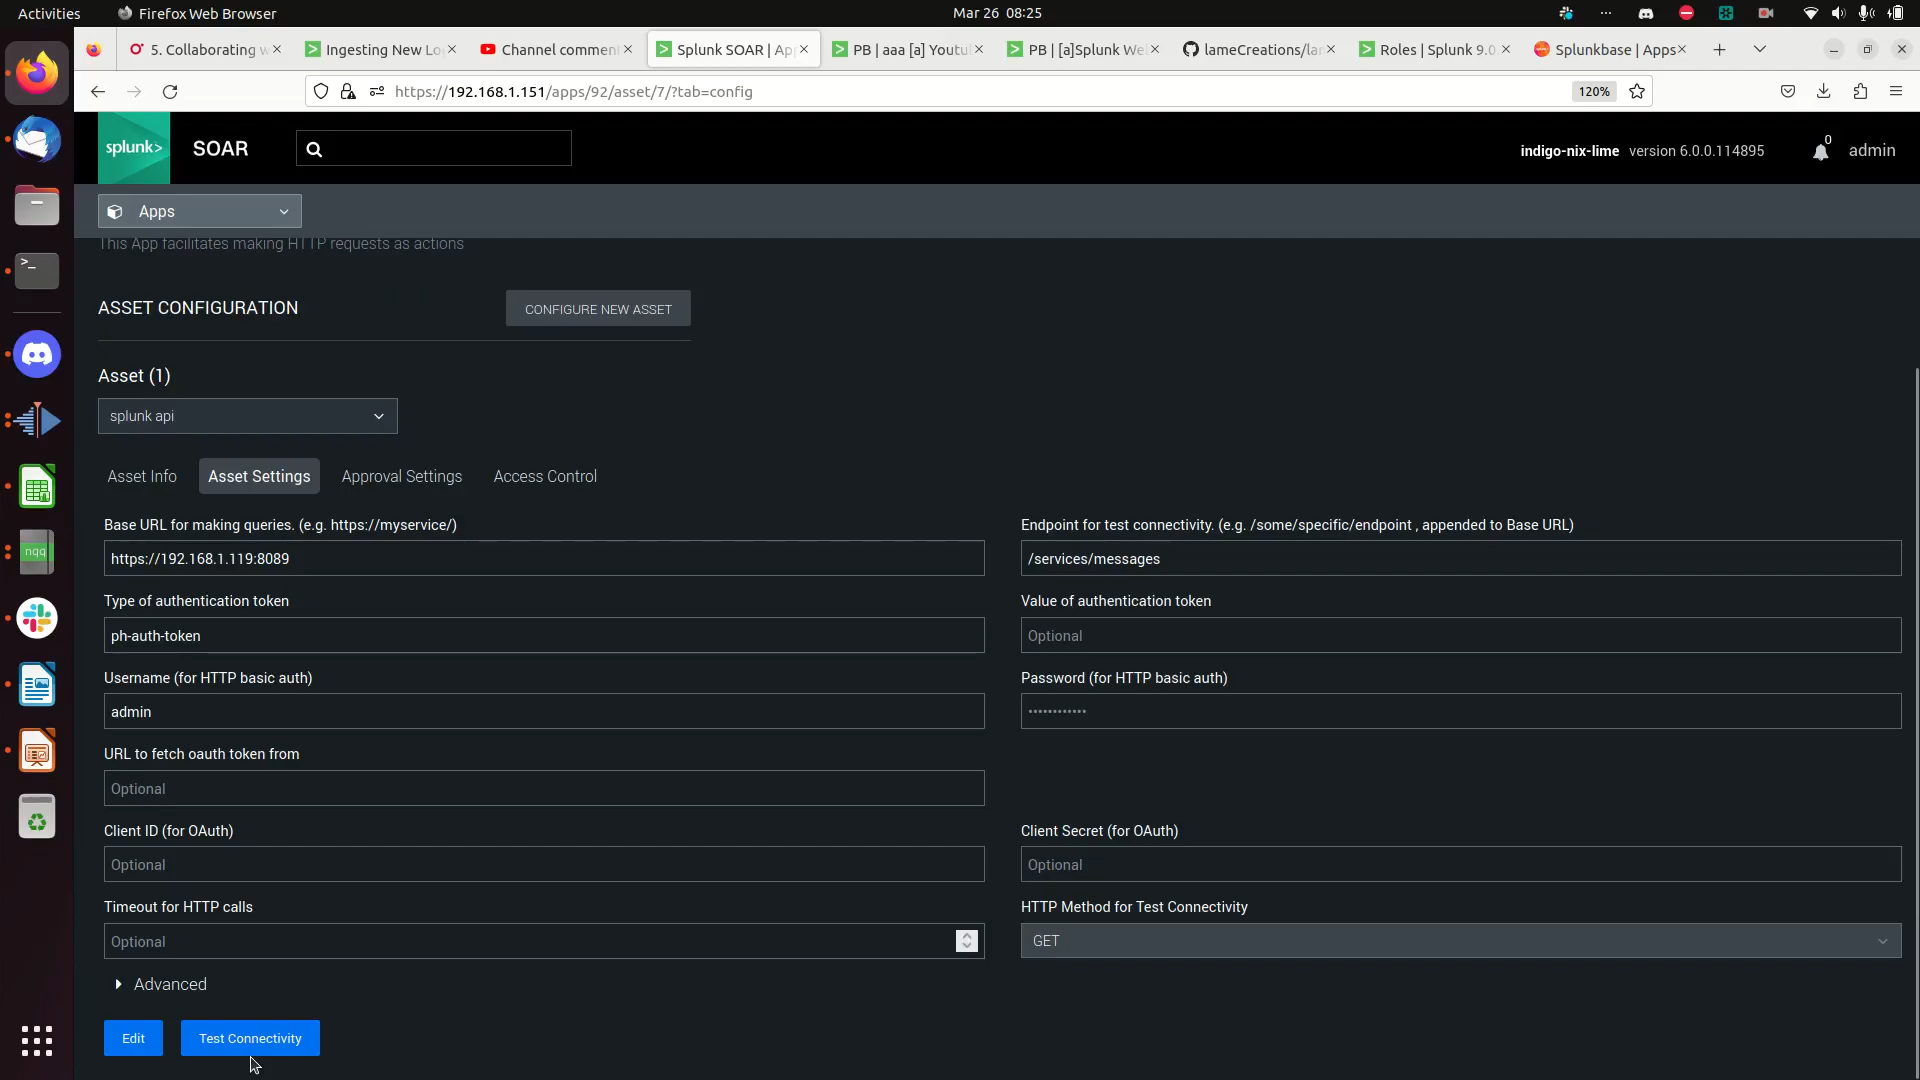 Activities
Firefox Web Browser
Mar 26 08:25
5. Collaborating w
Ingesting New Lo
Channel commen
Splunk SOAR | Ap
PB | aaa [a] Youtu
PB | [a]Splunk We
lameCreations/la
Roles | Splunk 9.0.
Splunkbase | Apps
https://192.168.1.151/apps/92/asset/7/?tab=config
120%
splunk>
SOAR
indigo-nix-lime version 6.0.0.114895
0
admin
Apps
This App facilitates making HTTP requests as actions
ASSET CONFIGURATION
CONFIGURE NEW ASSET
Asset (1)
splunk api
Asset Info
Asset Settings
Approval Settings
Access Control
Base URL for making queries. (e.g. https://myservice/)
Endpoint for test connectivity. (e.g. /some/specific/endpoint , appended to Base URL)
https://192.168.1.119:8089
/services/messages
Type of authentication token
Value of authentication token
ph-auth-token
Optional
Username (for HTTP basic auth)
Password (for HTTP basic auth)
admin
••••••••••••
URL to fetch oauth token from
Optional
Client ID (for OAuth)
Client Secret (for OAuth)
Optional
Optional
Timeout for HTTP calls
HTTP Method for Test Connectivity
Optional
GET
Advanced
Edit
Test Connectivity
nqq